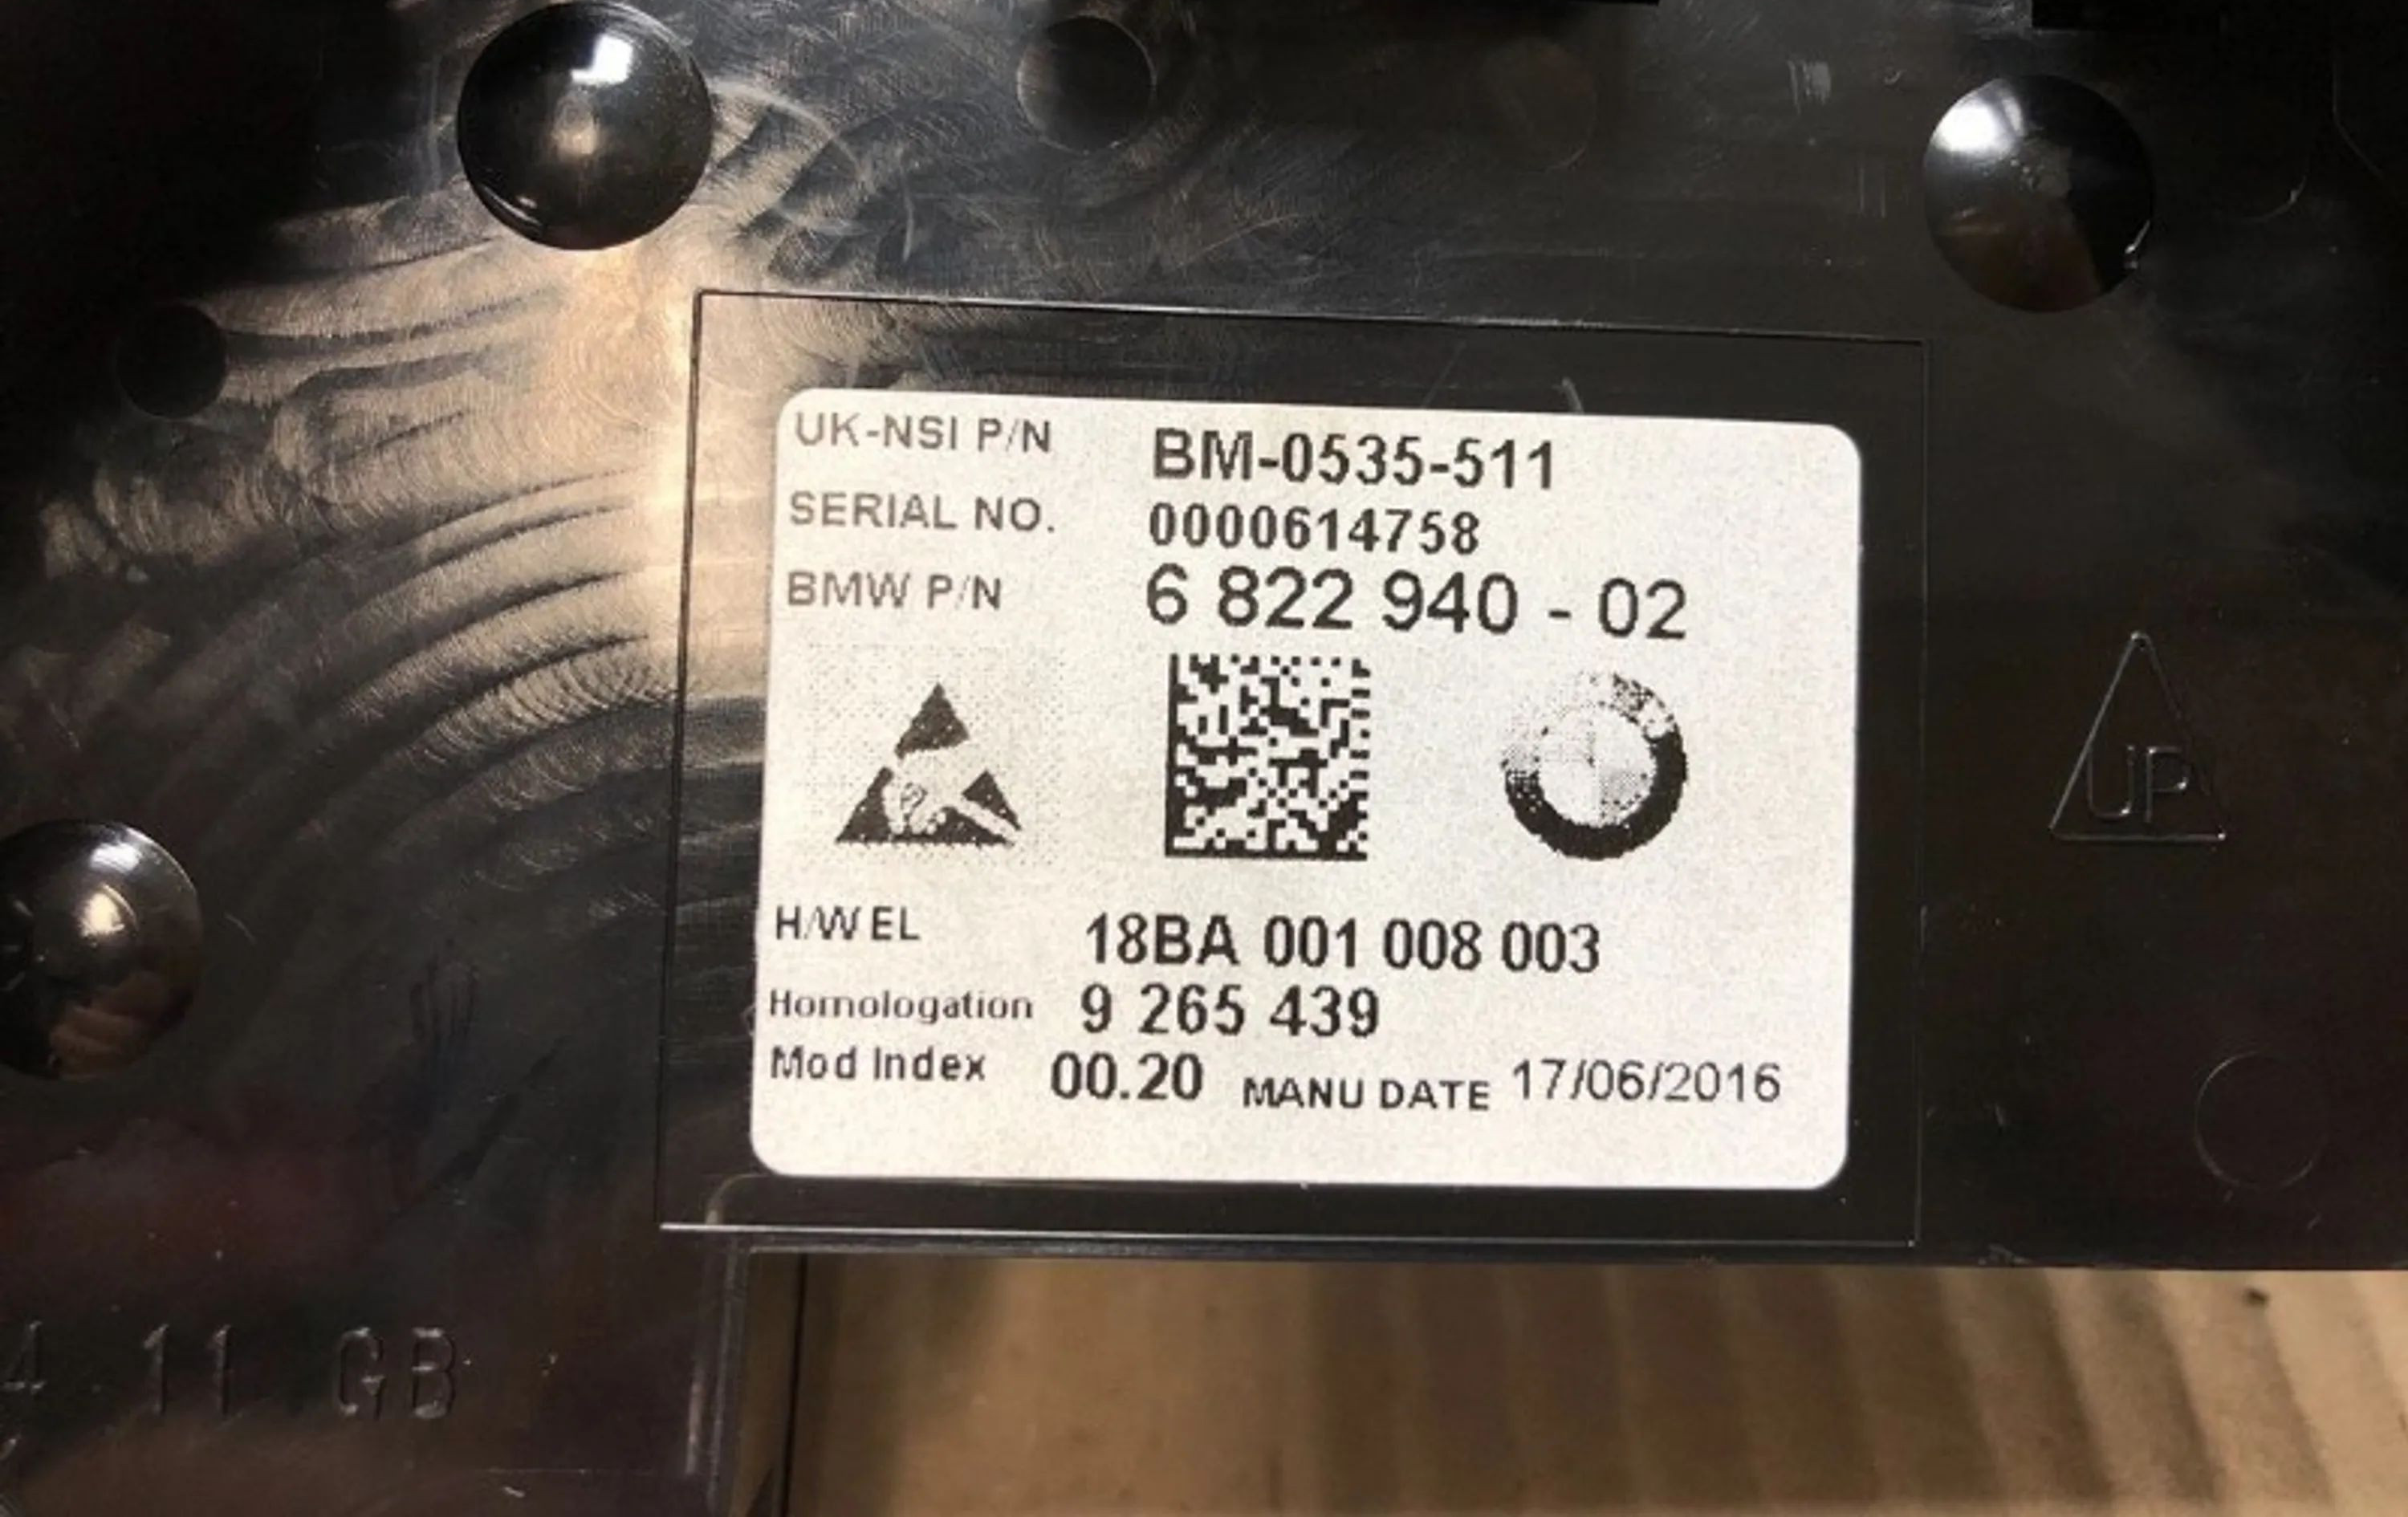 UK-NSI P/N BM-0535-511
SERIAL NO. 0000614758
BMW P/N 6 822 940 - 02
UP
H/W EL 18BA 001 008 003
Homologation 9 265 439
Mod Index 00.20 MANU DATE 17/06/2016
4 11 GB